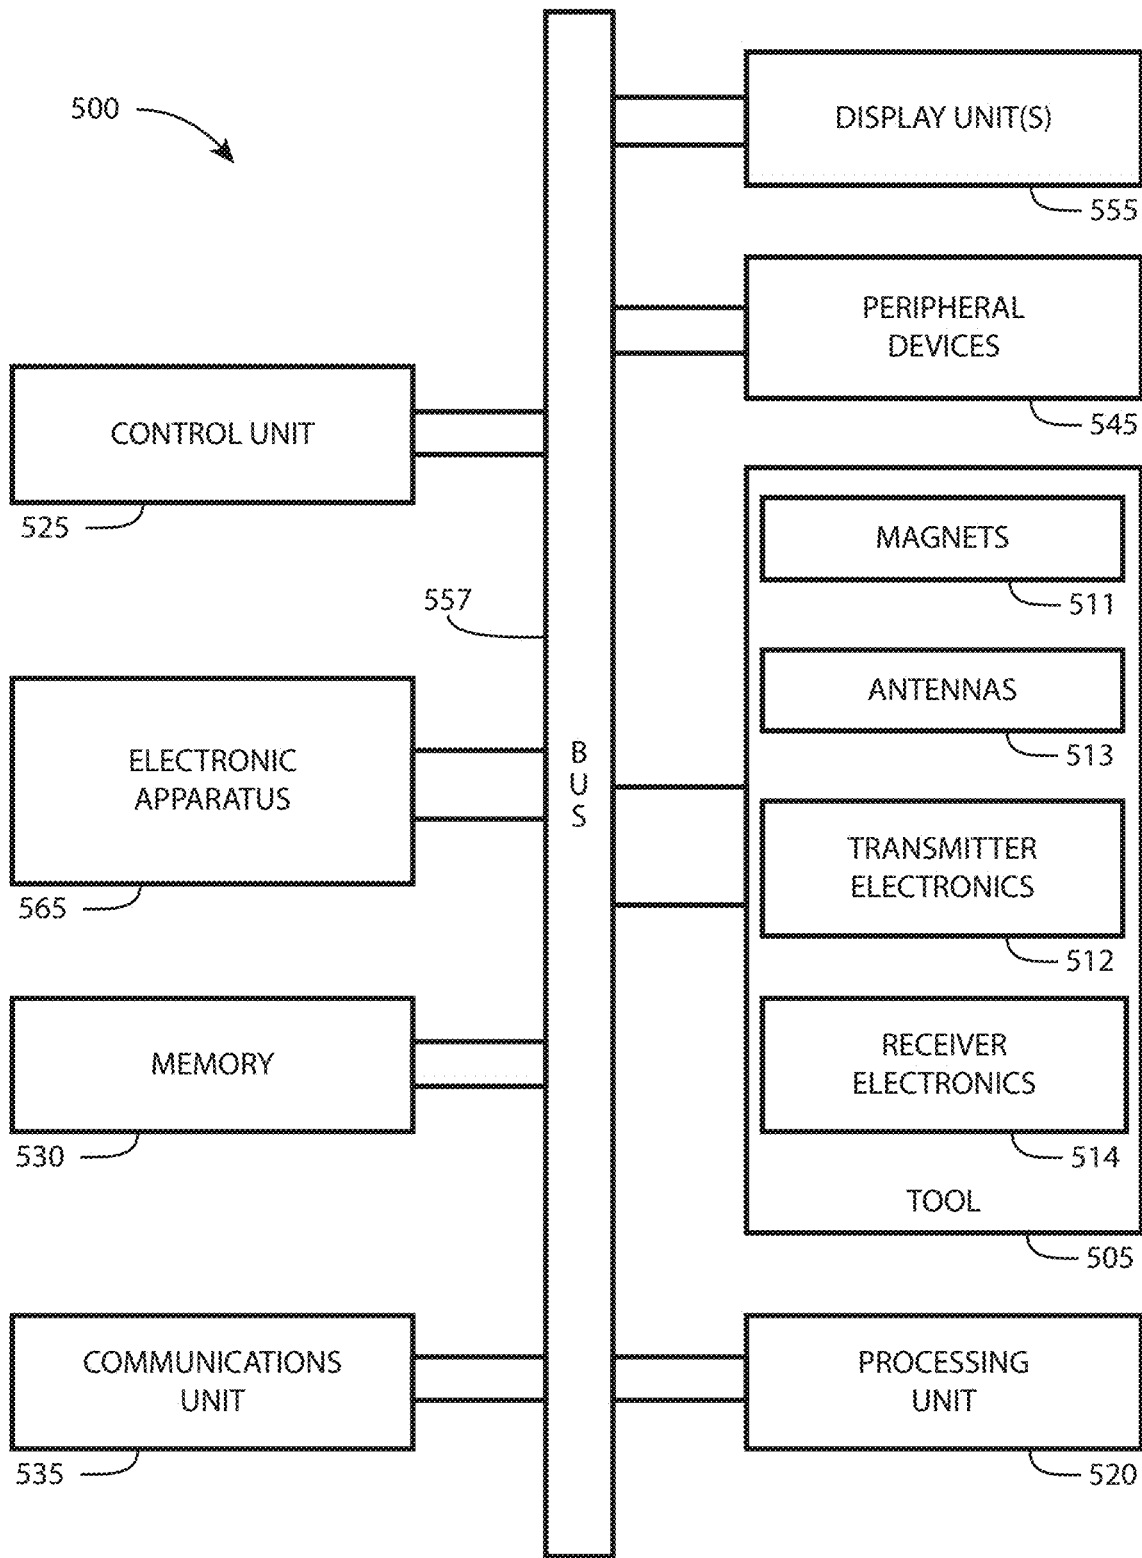 500
DISPLAY UNIT(S)
555
PERIPHERAL
DEVICES
545
CONTROL UNIT
525
MAGNETS
511
557
ANTENNAS
513
ELECTRONIC
APPARATUS
565
B
U
S
TRANSMITTER
ELECTRONICS
512
MEMORY
530
RECEIVER
ELECTRONICS
514
TOOL
505
COMMUNICATIONS
UNIT
535
PROCESSING
UNIT
520